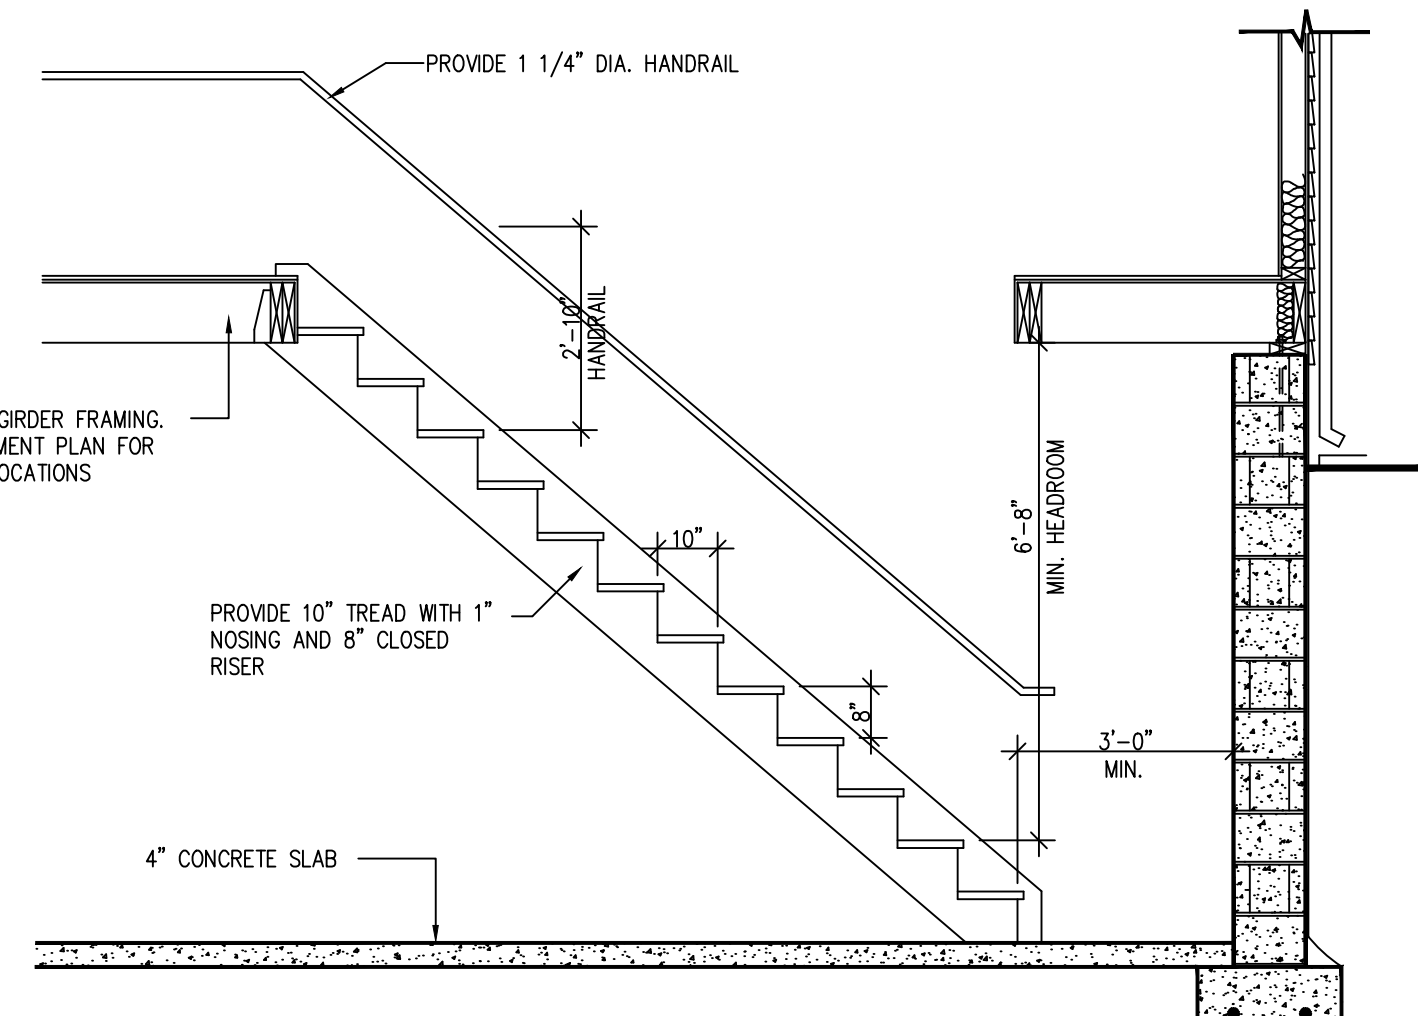 PROVIDE 1 1/4" DIA. HANDRAIL
2'-10"
HANDRAIL
GIRDER FRAMING.
MENT PLAN FOR
OCATIONS
6'-8"
MIN. HEADROOM
10"
PROVIDE 10" TREAD WITH 1"
NOSING AND 8" CLOSED
RISER
8"
3'-0"
MIN.
4" CONCRETE SLAB